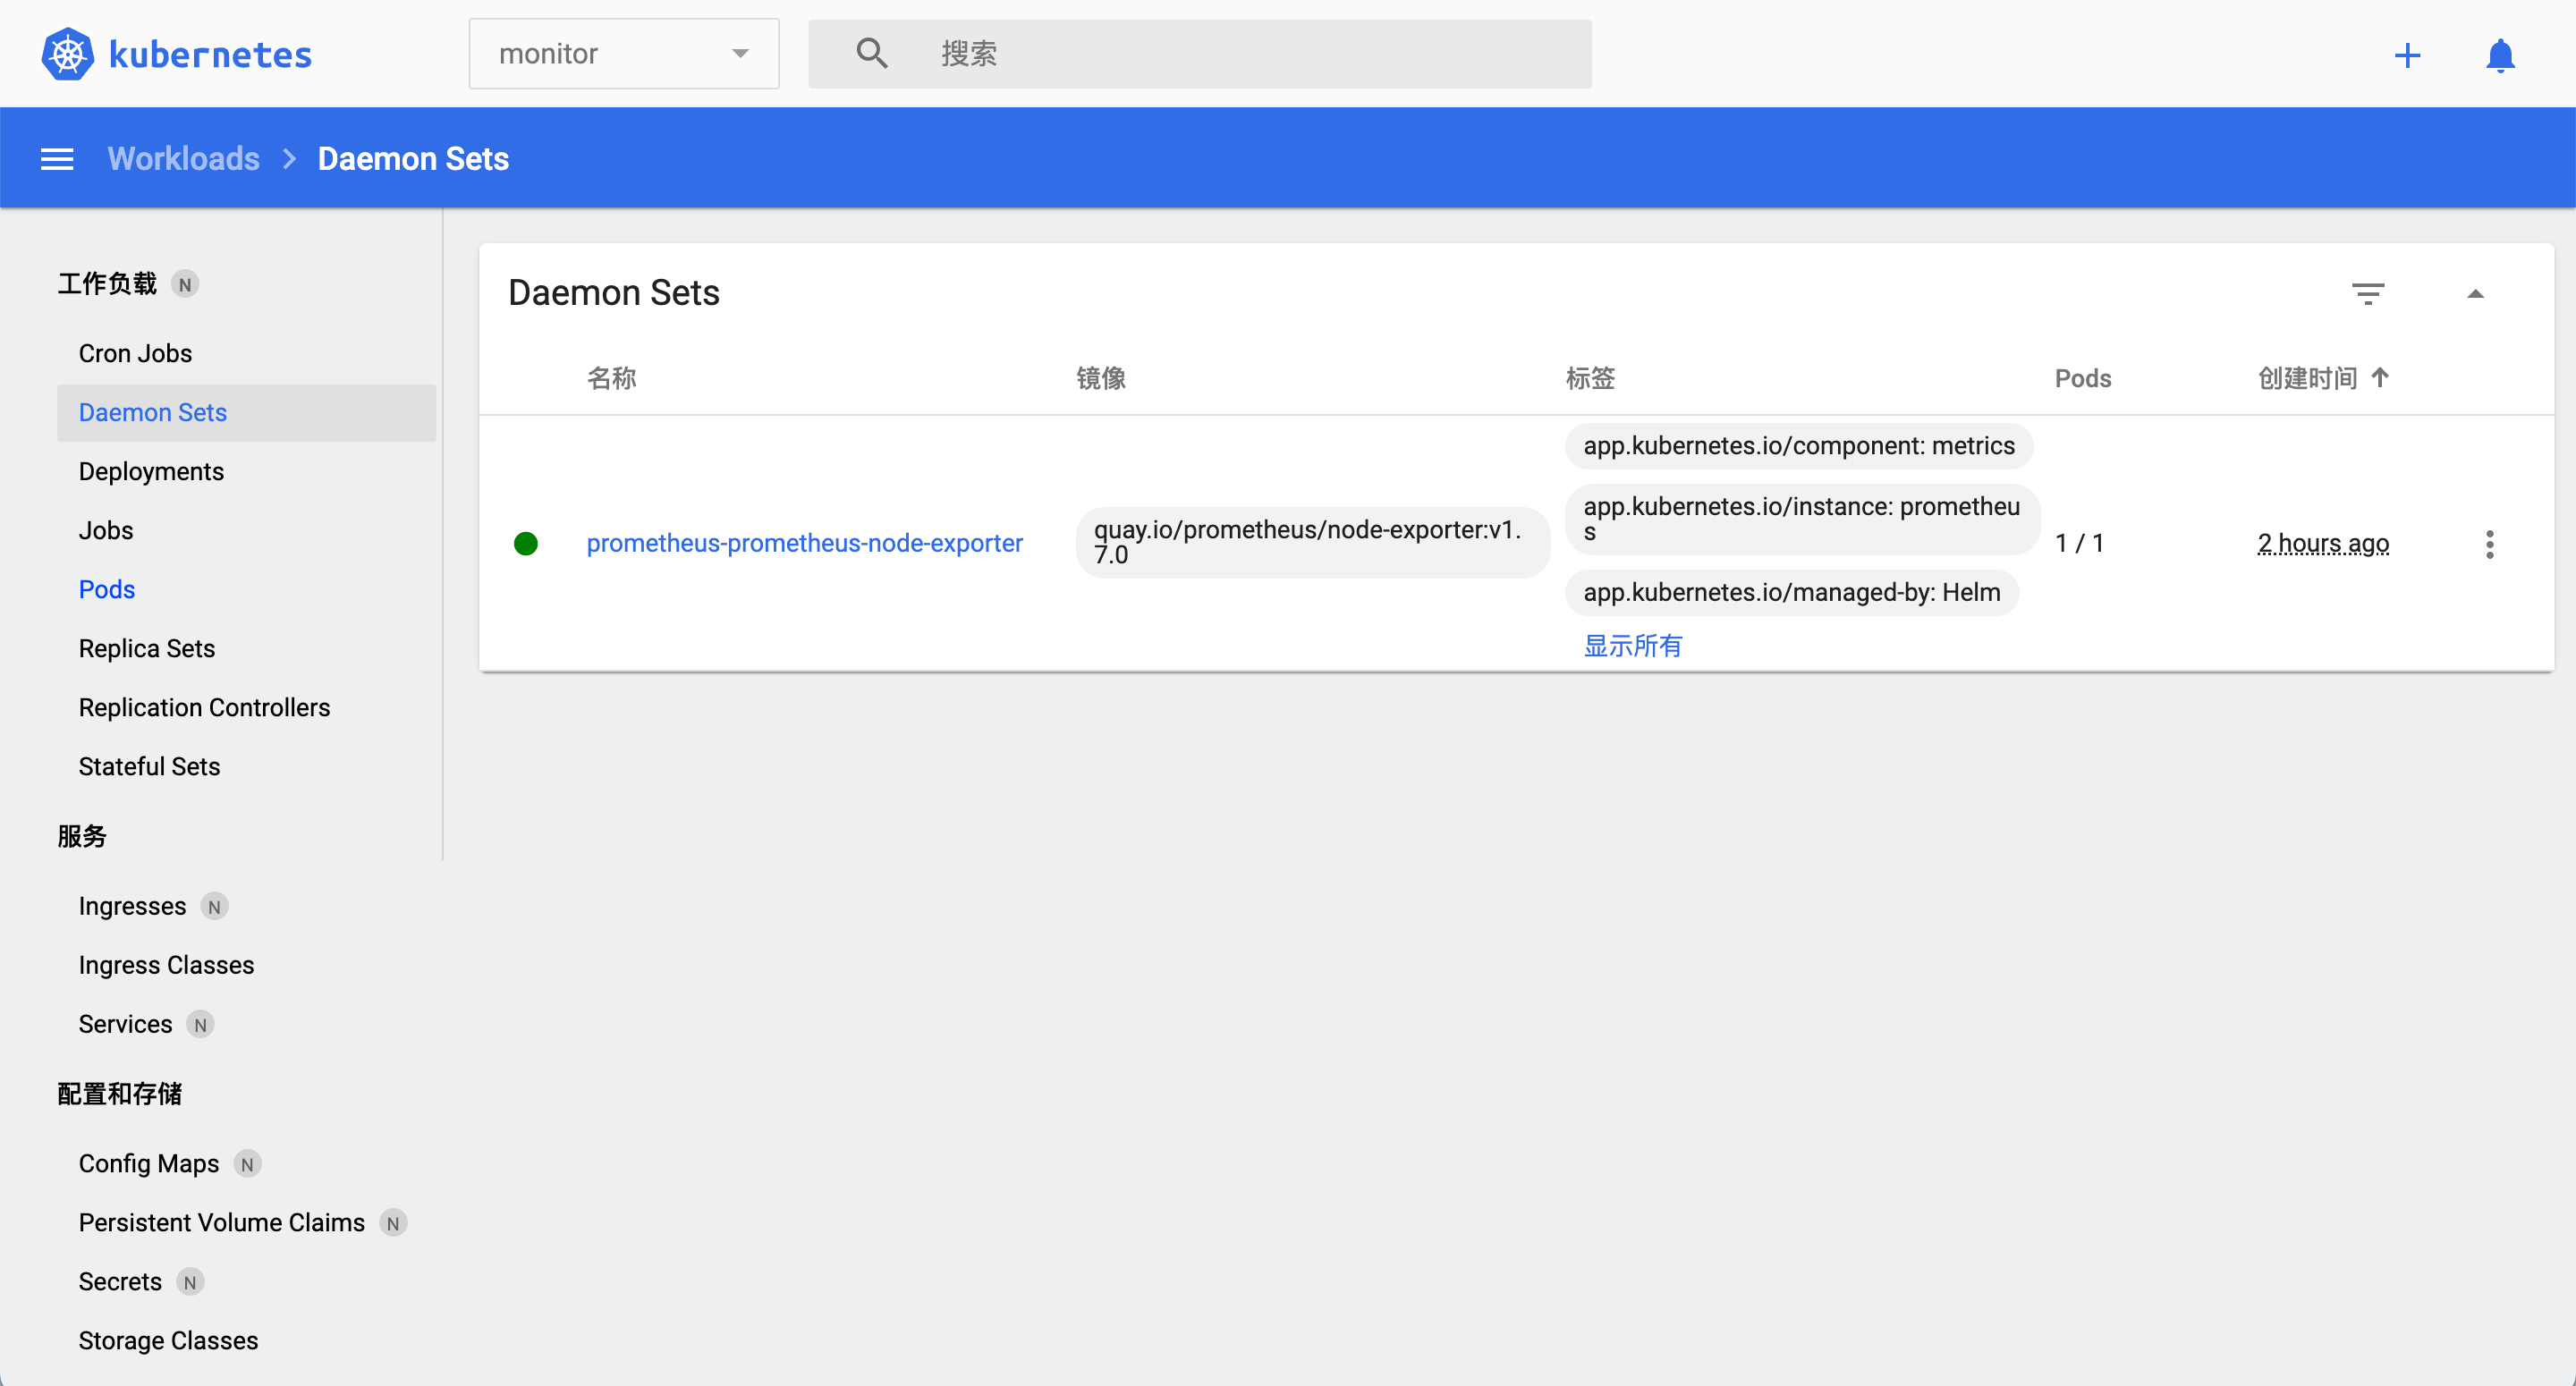 kubernetes
monitor
搜索
Workloads
Daemon Sets
工作负载 N
Cron Jobs
Daemon Sets
Deployments
Jobs
Pods
Replica Sets
Replication Controllers
Stateful Sets
服务
Ingresses N
Ingress Classes
Services N
配置和存储
Config Maps N
Persistent Volume Claims N
Secrets N
Storage Classes
Daemon Sets
名称
镜像
标签
Pods
创建时间
prometheus-prometheus-node-exporter
quay.io/prometheus/node-exporter:v1.
7.0
app.kubernetes.io/component: metrics
app.kubernetes.io/instance: prometheu
s
app.kubernetes.io/managed-by: Helm
显示所有
1 / 1
2 hours ago